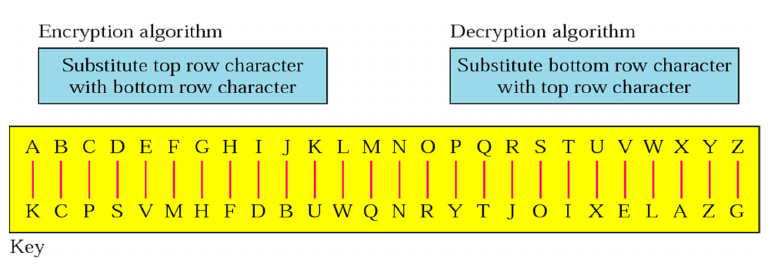 Encryption algorithm
Decryption algorithm
Substitute top row character
with bottom row character
Substitute bottom row character
with top row character
A B C D E F G H I J K L M N O P Q R S T U V W X Y Z
K C P S V M H F D B U W Q N R Y T J O I X E L A Z G
Key